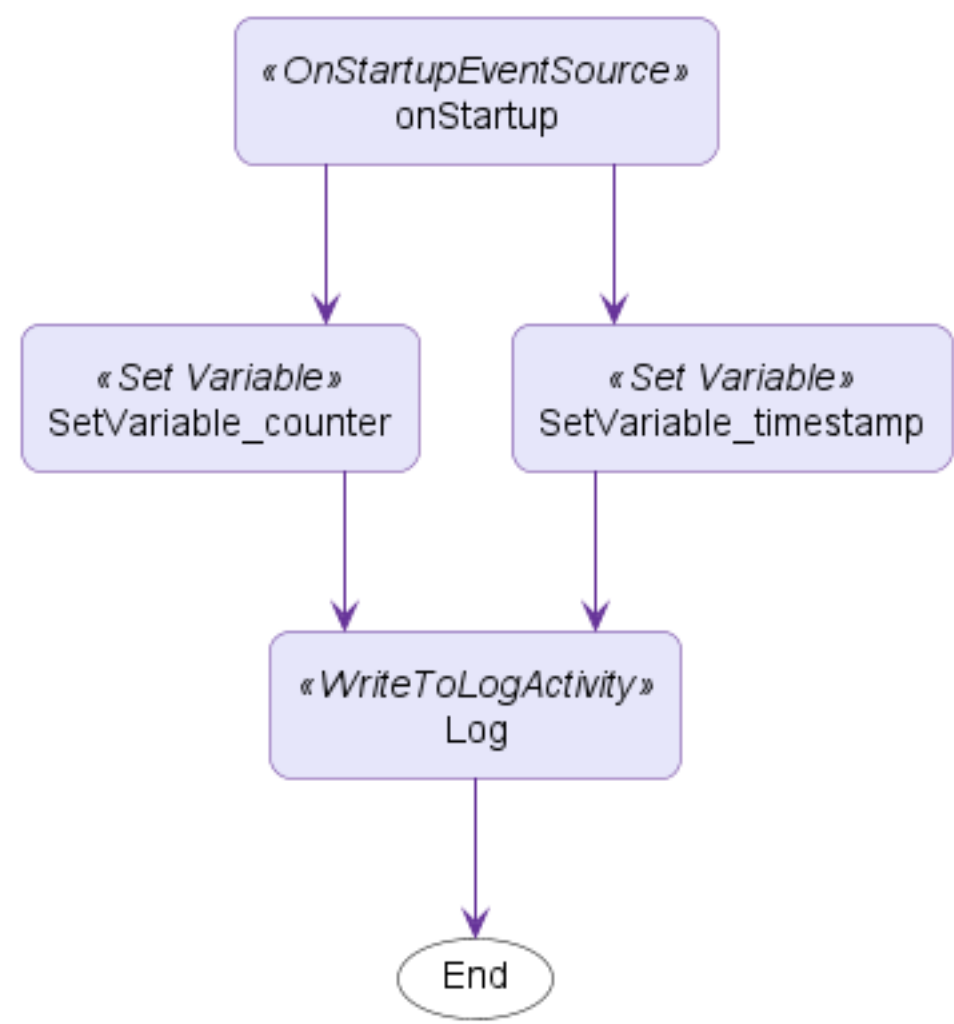 «OnStartupEventSource»
onStartup
«Set Variable»
SetVariable_counter
«Set Variable»
SetVariable_timestamp
«WriteToLogActivity»
Log
End